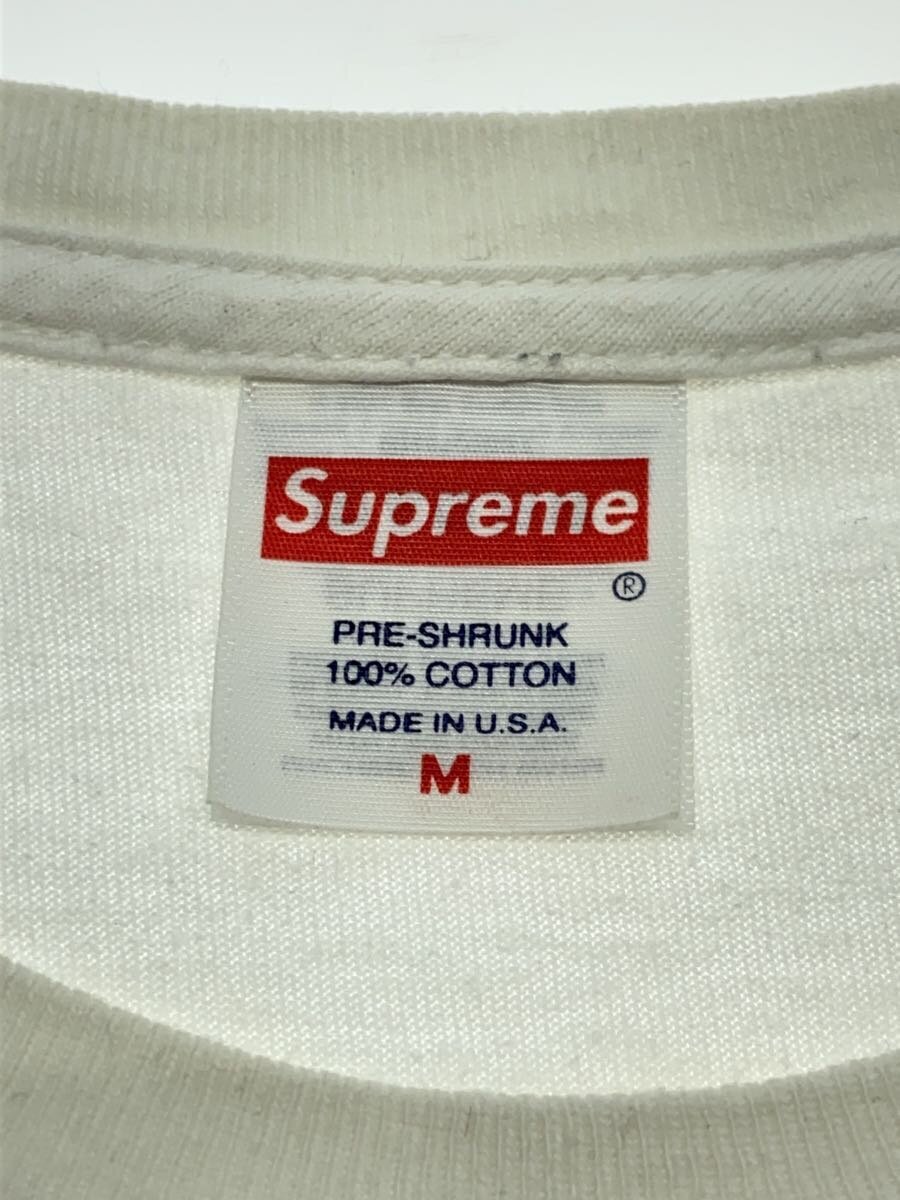 Supreme
®
PRE-SHRUNK
100% COTTON
MADE IN U.S.A.
M